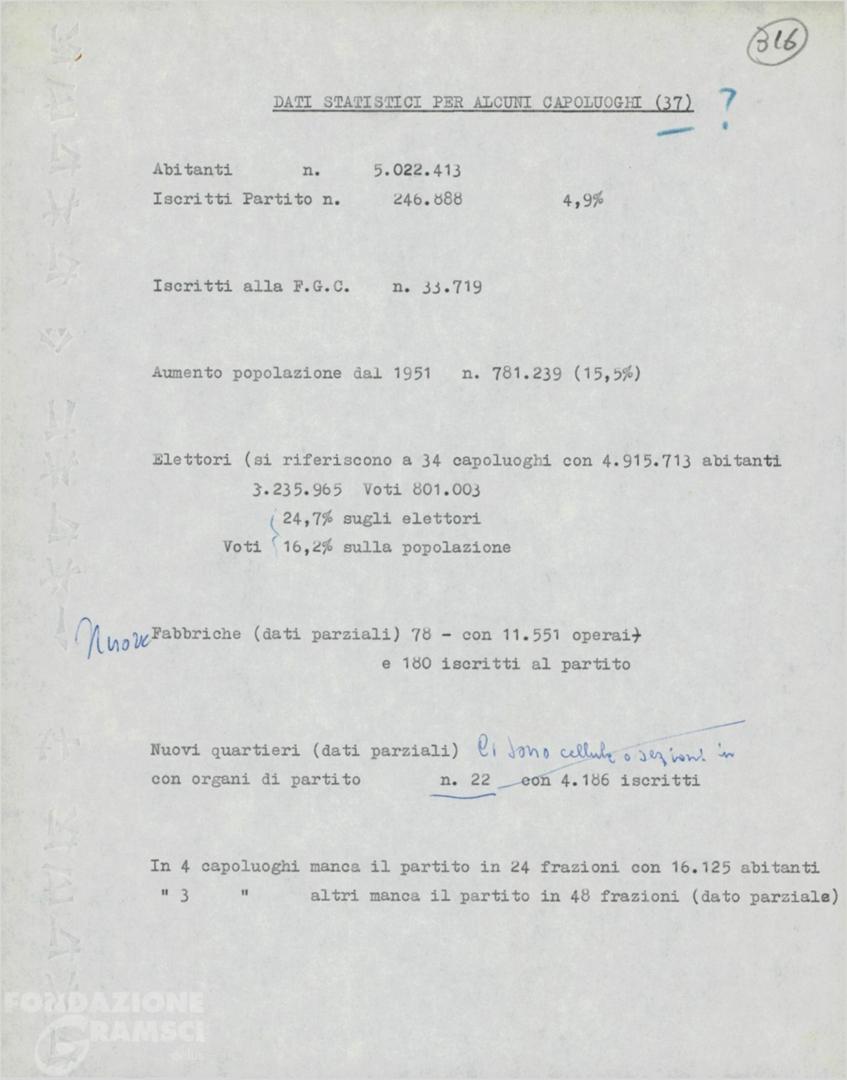 316
DATI STATISTICI PER ALCUNI CAPOLUOGHI (37) ?
Abitanti n. 5.022.413
Iscritti Partito n. 246.888 4,9%
Iscritti alla F.G.C. n. 33.719
Aumento popolazione dal 1951 n. 781.239 (15,5%)
Elettori (si riferiscono a 34 capoluoghi con 4.915.713 abitanti
3.235.965 Voti 801.003
24,7% sugli elettori
Voti 16,2% sulla popolazione
Nuove Fabbriche (dati parziali) 78 - con 11.551 operai
e 180 iscritti al partito
Nuovi quartieri (dati parziali) Ci sono cellule o sezioni in
con organi di partito n. 22 con 4.186 iscritti
In 4 capoluoghi manca il partito in 24 frazioni con 16.125 abitanti
" 3 " altri manca il partito in 48 frazioni (dato parziale)
FONDAZIONE
GRAMSCI